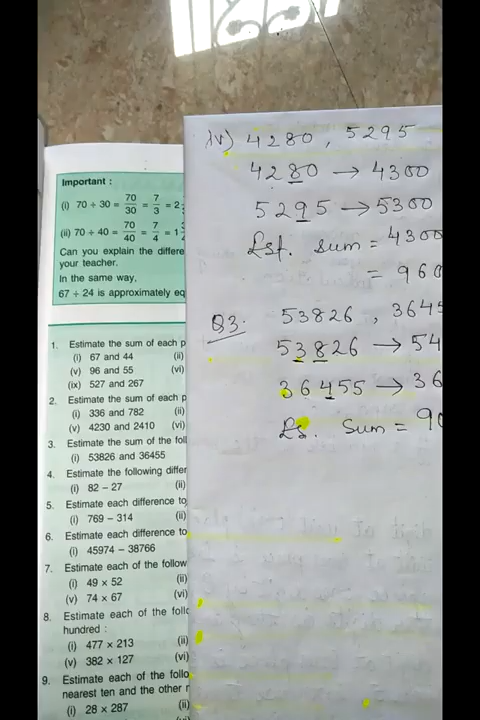 iv) 4280, 5295
4280 → 4300
5295 → 5300
Est. Sum = 4300
= 960
Q3. 53826, 3645
53826 → 54
36455 → 36
Es. Sum = 90
Important :
(i) 70 ÷ 30 = 70/30 = 7/3 = 2
(ii) 70 ÷ 40 = 70/40 = 7/4 = 1
Can you explain the differe
your teacher.
In the same way,
67 ÷ 24 is approximately eq
1. Estimate the sum of each p
(i) 67 and 44 (ii)
(v) 96 and 55 (vi)
(ix) 527 and 267
2. Estimate the sum of each p
(i) 336 and 782 (ii)
(v) 4230 and 2410 (vi)
3. Estimate the sum of the foll
(i) 53826 and 36455
4. Estimate the following differ
(i) 82 – 27 (ii)
5. Estimate each difference to
(i) 769 – 314 (ii)
6. Estimate each difference to
(i) 45974 – 38766
7. Estimate each of the follow
(i) 49 × 52 (ii)
(v) 74 × 67 (vi)
8. Estimate each of the follo
hundred :
(i) 477 × 213 (ii)
(v) 382 × 127 (vi)
9. Estimate each of the follo
nearest ten and the other r
(i) 28 × 287 (ii)